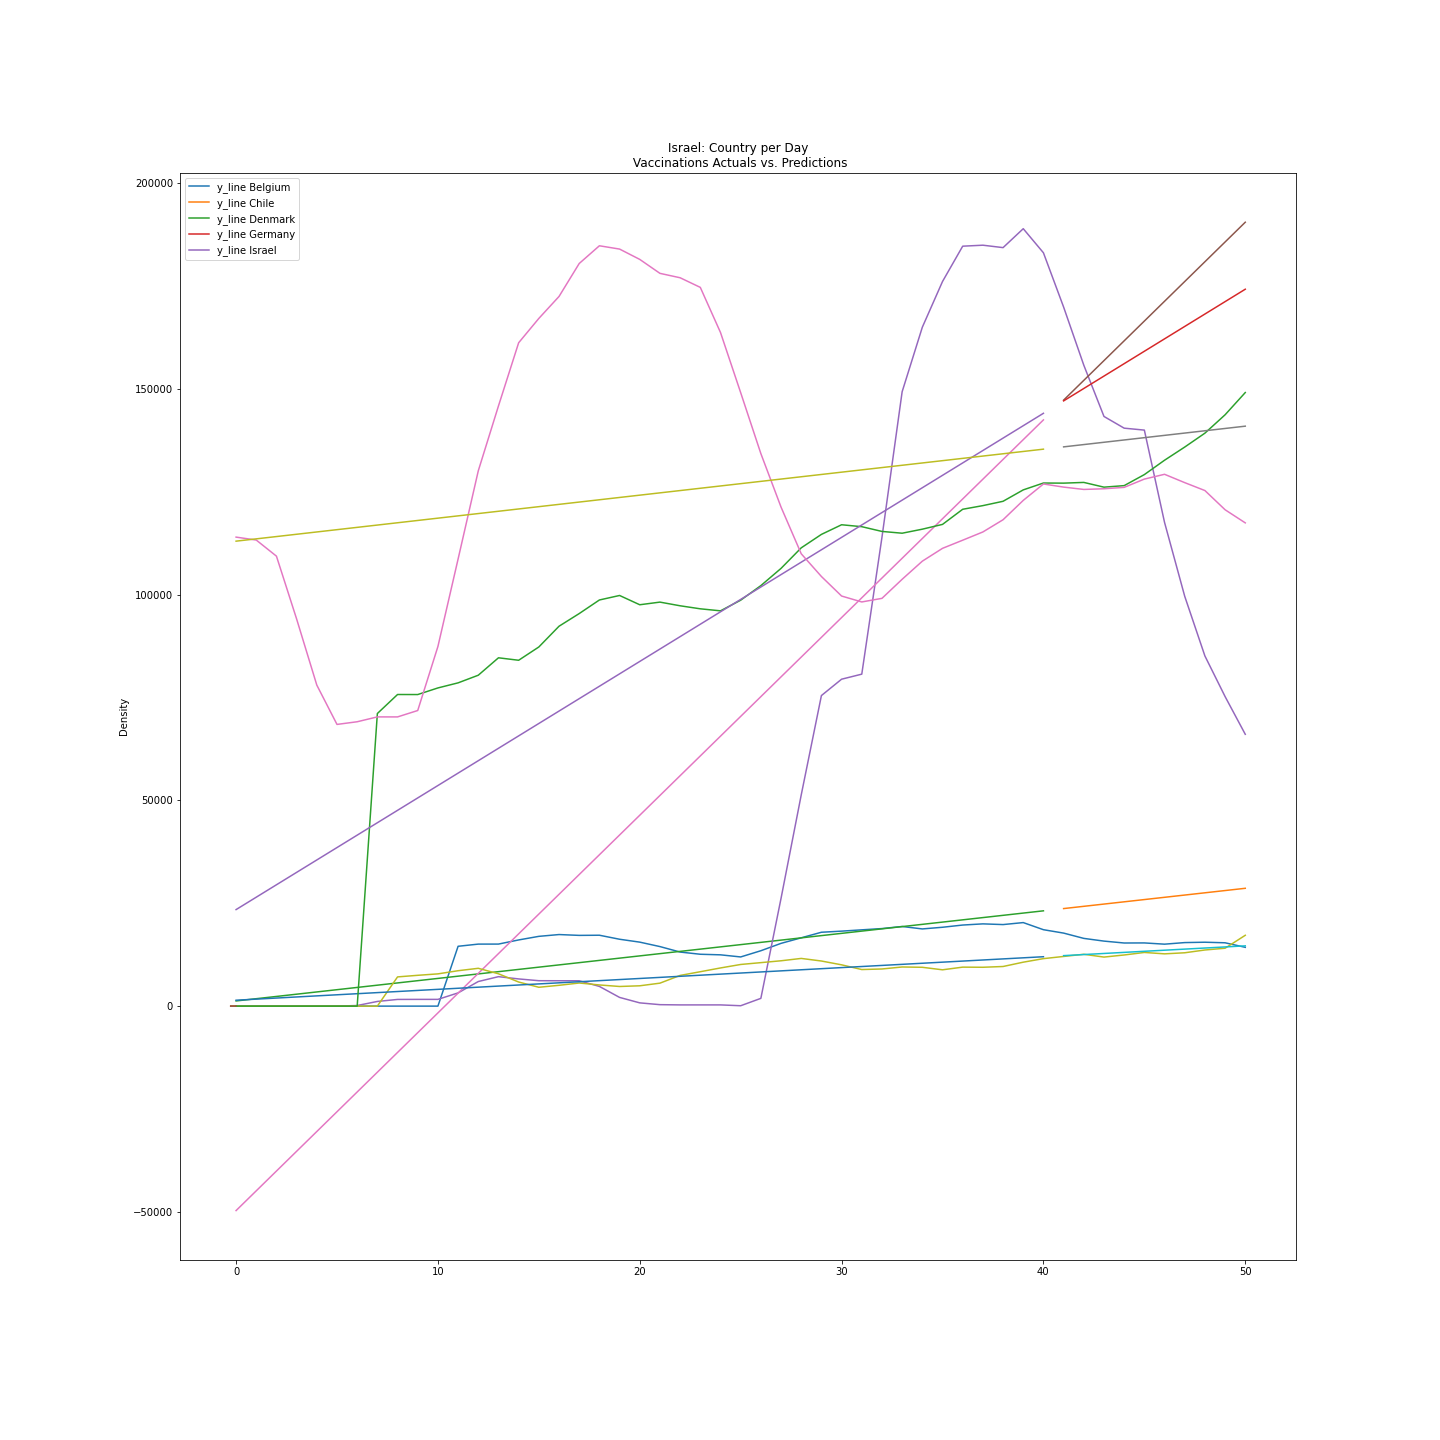 Israel: Country per Day
Vaccinations Actuals vs. Predictions
y_line Belgium
y_line Chile
y_line Denmark
y_line Germany
y_line Israel
200000
150000
100000
50000
0
−50000
Density
0 10 20 30 40 50